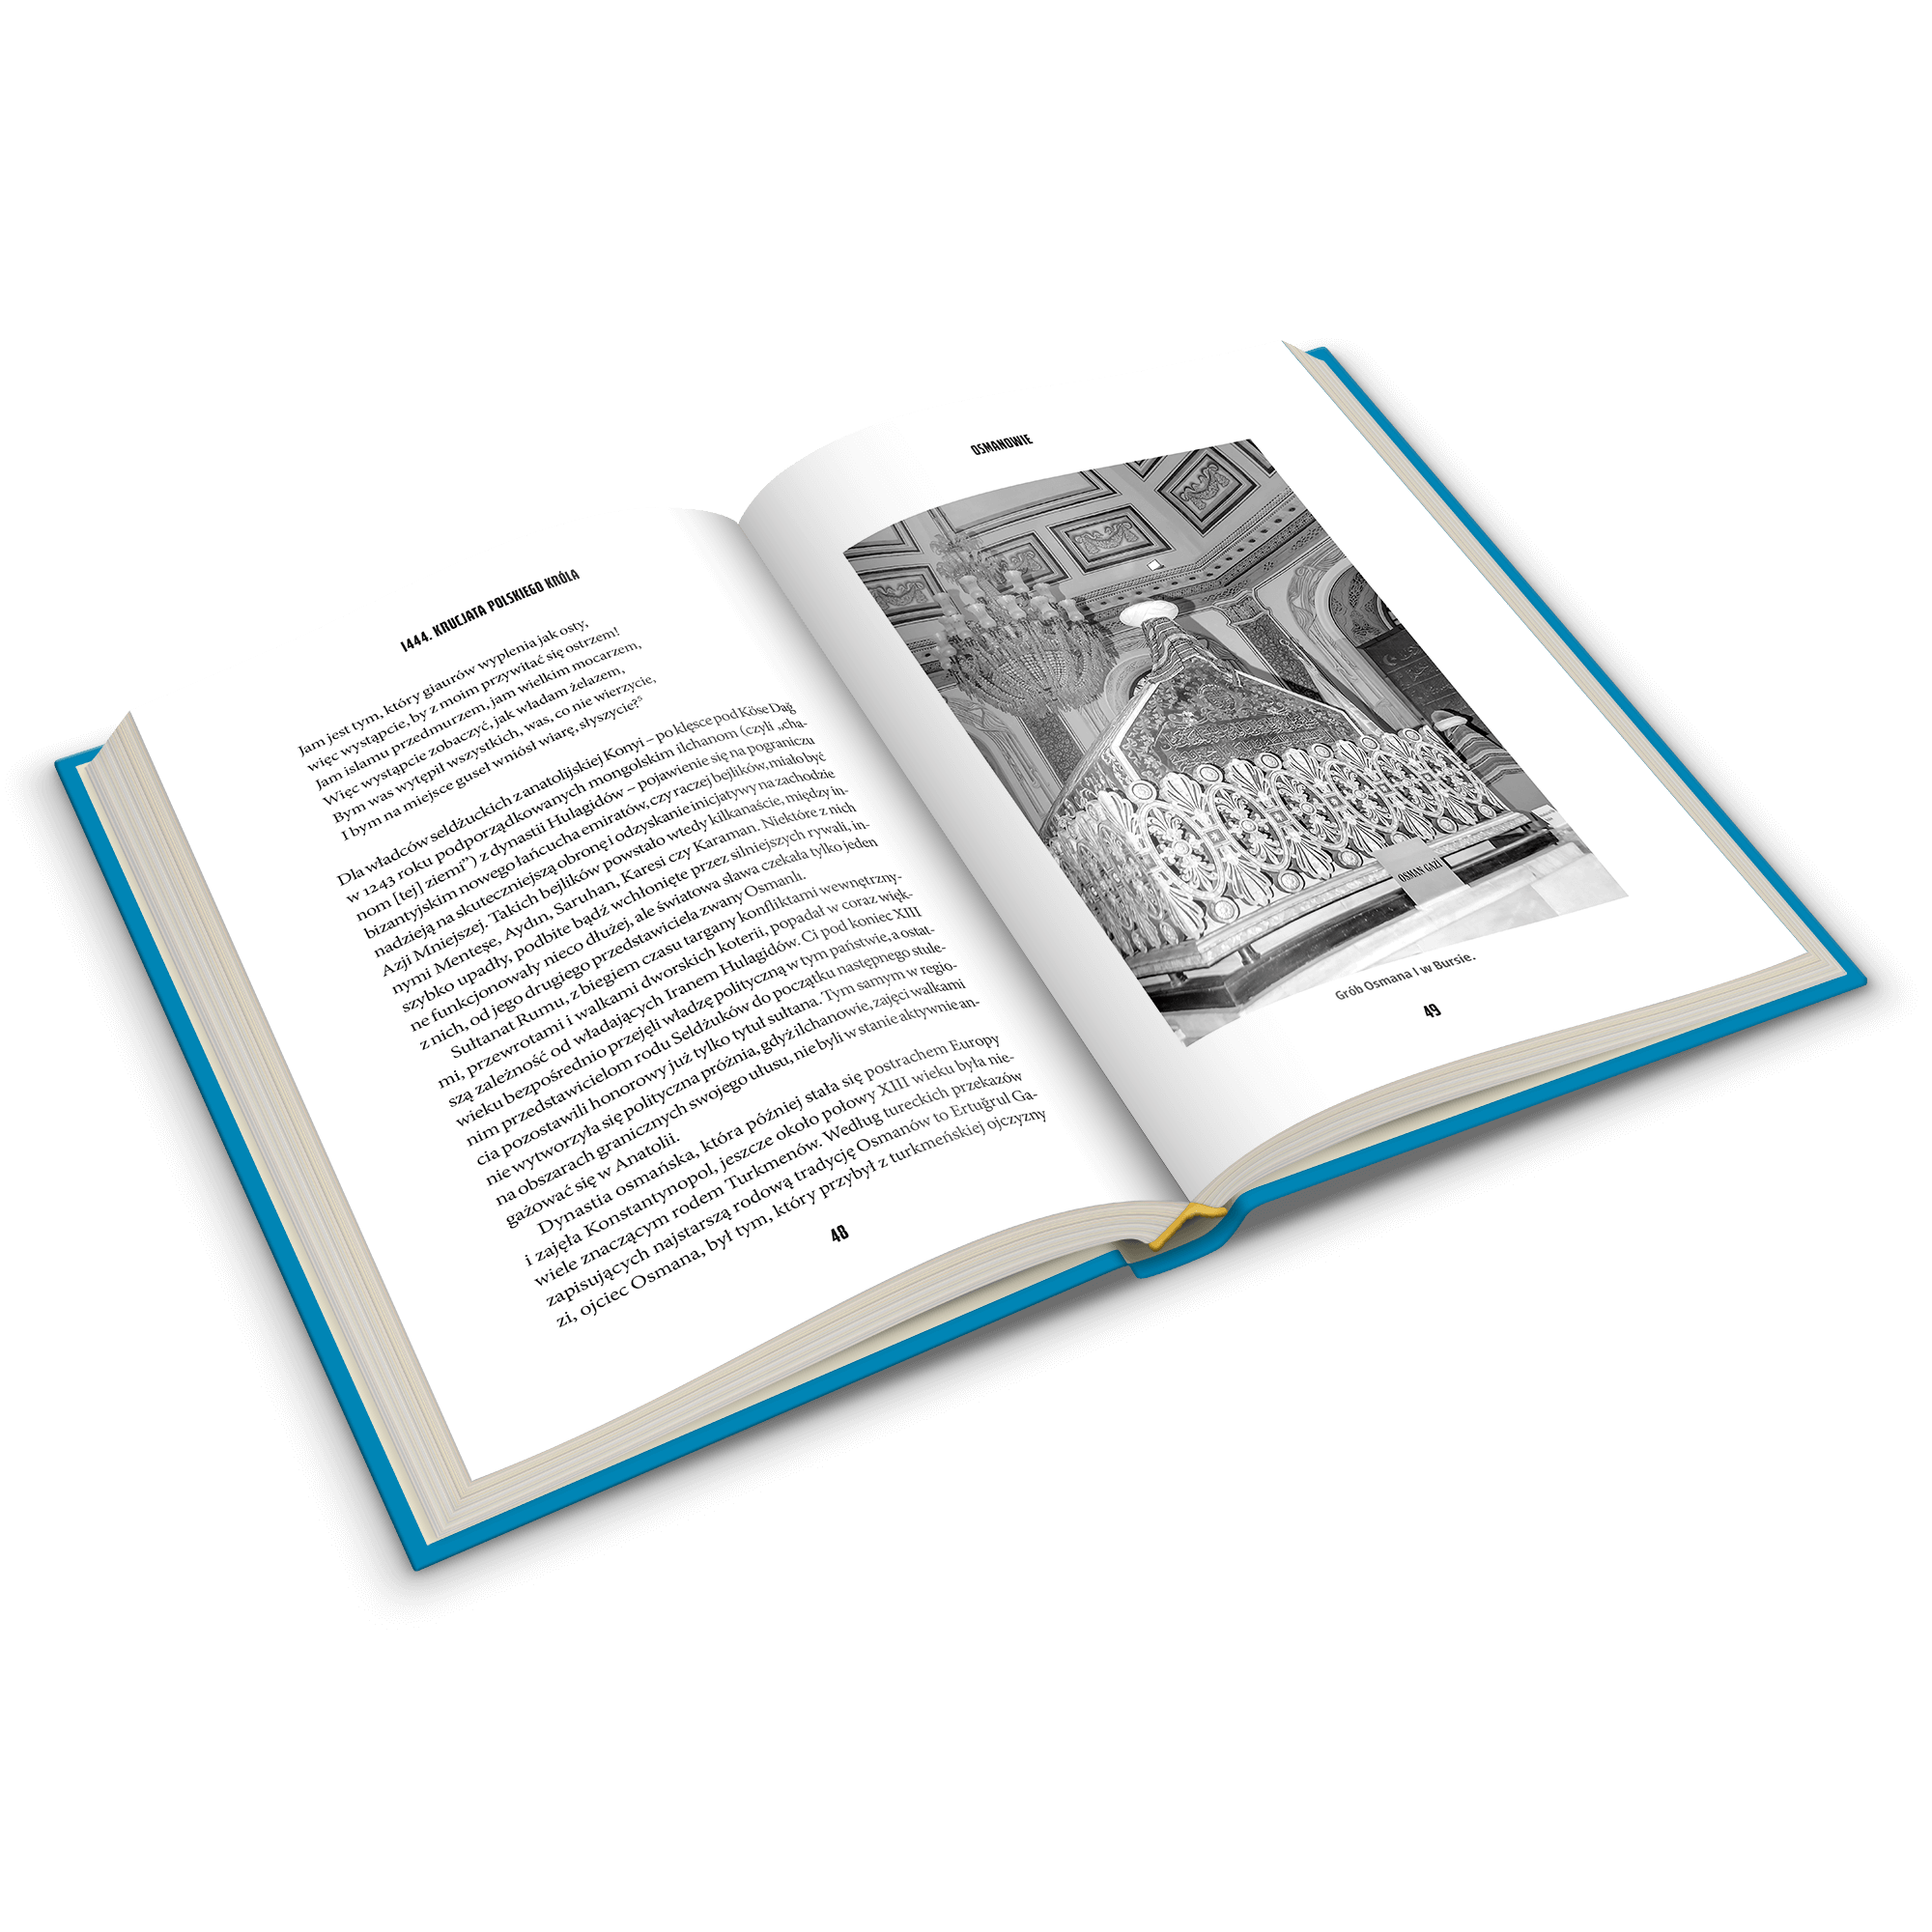 1444. KRUCJATA POLSKIEGO KRÓLA
Jam jest tym, który giaurów wyplenia jak osty,
więc wystąpcie, by z moim przywitać się ostrzem!
Jam islamu przedmurzem, jam wielkim mocarzem,
Więc wystąpcie zobaczyć, jak władam żelazem,
Bym was wytępił wszystkich, was, co nie wierzycie,
I bym na miejsce guseł wniósł wiarę, słyszycie?⁵
Dla władców seldżuckich z anatolijskiej Konyi – po klęsce pod Köse Dağ
w 1243 roku podporządkowanych mongolskim ilchanom (czyli „cha-
nom [tej] ziemi”) z dynastii Hulagidów – pojawienie się na pograniczu
bizantyjskim nowego łańcucha emiratów, czy raczej bejlików, miało być
nadzieją na skuteczniejszą obronę i odzyskanie inicjatywy na zachodzie
Azji Mniejszej. Takich bejlików powstało wtedy kilkanaście, między in-
nymi Menteşe, Aydın, Saruhan, Karesi czy Karaman. Niektóre z nich
szybko upadły, podbite bądź wchłonięte przez silniejszych rywali, in-
ne funkcjonowały nieco dłużej, ale światowa sława czekała tylko jeden
z nich, od jego drugiego przedstawiciela zwany Osmanlı.
Sułtanat Rumu, z biegiem czasu targany konfliktami wewnętrzny-
mi, przewrotami i walkami dworskich koterii, popadał w coraz więk-
szą zależność od władających Iranem Hulagidów. Ci pod koniec XIII
wieku bezpośrednio przejęli władzę polityczną w tym państwie, a ostat-
nim przedstawicielom rodu Seldżuków do początku następnego stule-
cia pozostawili honorowy już tylko tytuł sułtana. Tym samym w regio-
nie wytworzyła się polityczna próżnia, gdyż ilchanowie, zajęci walkami
na obszarach granicznych swojego ułusu, nie byli w stanie aktywnie an-
gażować się w Anatolii.
Dynastia osmańska, która później stała się postrachem Europy
i zajęła Konstantynopol, jeszcze około połowy XIII wieku była nie-
wiele znaczącym rodem Turkmenów. Według tureckich przekazów
zapisujących najstarszą rodową tradycję Osmanów to Ertuğrul Ga-
zi, ojciec Osmana, był tym, który przybył z turkmeńskiej ojczyzny
48
OSMANOWIE
OSMAN GAZİ
Grób Osmana I w Bursie.
49